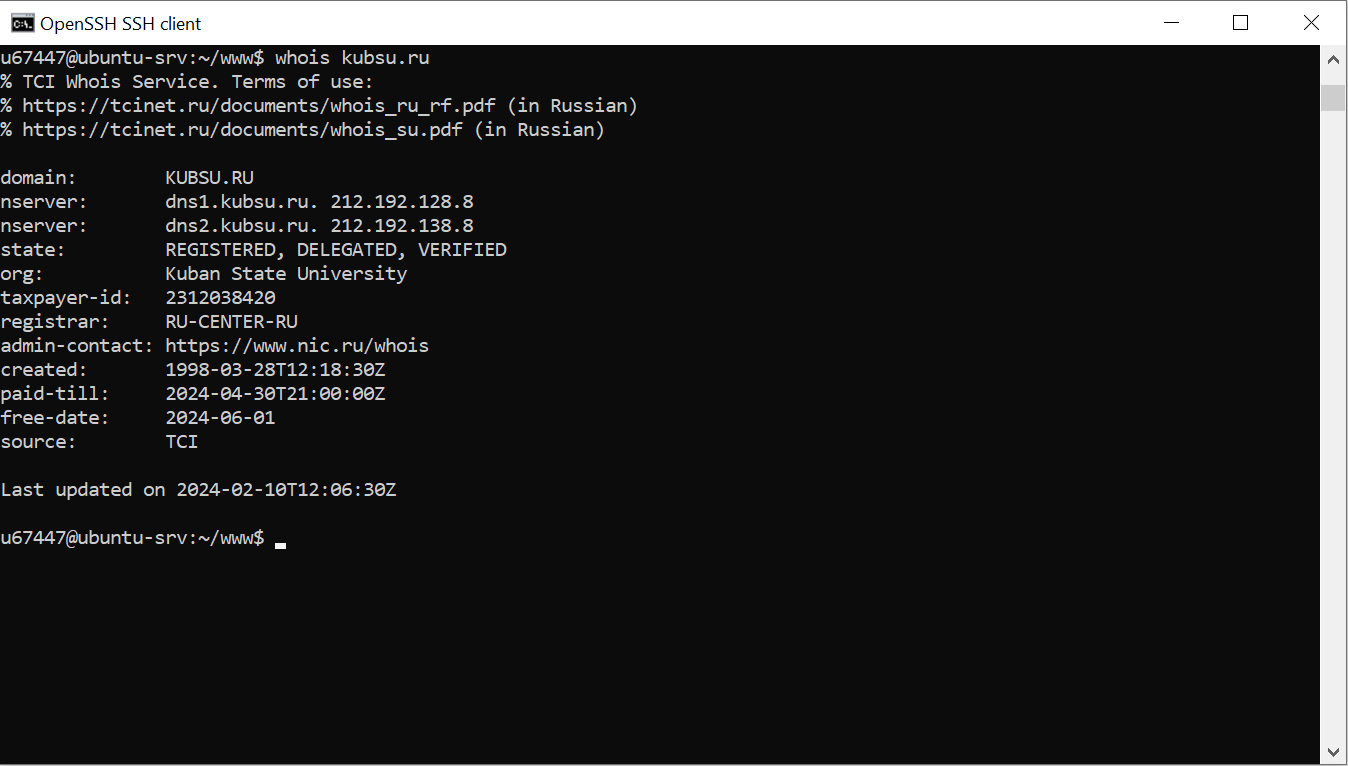 OpenSSH SSH client
u67447@ubuntu-srv:~/www$ whois kubsu.ru
% TCI Whois Service. Terms of use:
% https://tcinet.ru/documents/whois_ru_rf.pdf (in Russian)
% https://tcinet.ru/documents/whois_su.pdf (in Russian)
domain:        KUBSU.RU
nserver:       dns1.kubsu.ru. 212.192.128.8
nserver:       dns2.kubsu.ru. 212.192.138.8
state:         REGISTERED, DELEGATED, VERIFIED
org:           Kuban State University
taxpayer-id:   2312038420
registrar:     RU-CENTER-RU
admin-contact: https://www.nic.ru/whois
created:       1998-03-28T12:18:30Z
paid-till:     2024-04-30T21:00:00Z
free-date:     2024-06-01
source:        TCI
Last updated on 2024-02-10T12:06:30Z
u67447@ubuntu-srv:~/www$